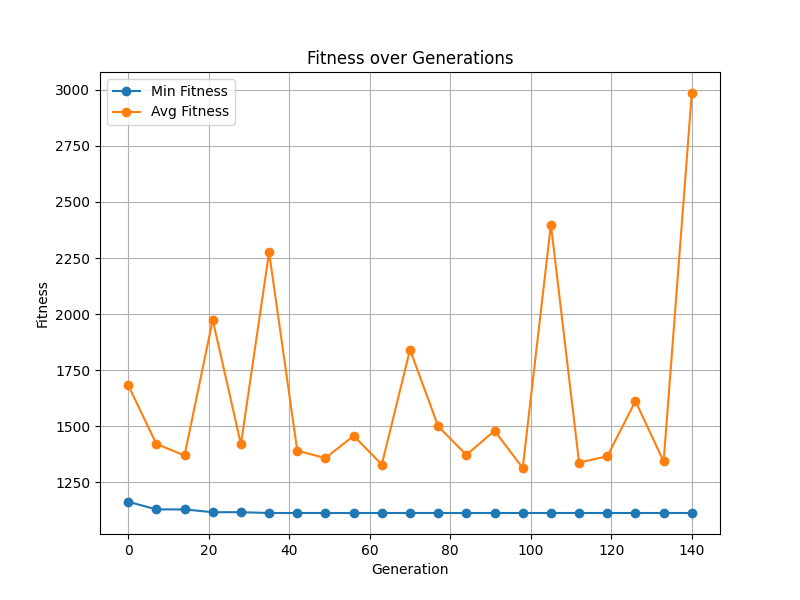 Fitness over Generations
Min Fitness
Avg Fitness
3000
2750
2500
2250
2000
1750
1500
1250
Fitness
0 20 40 60 80 100 120 140
Generation